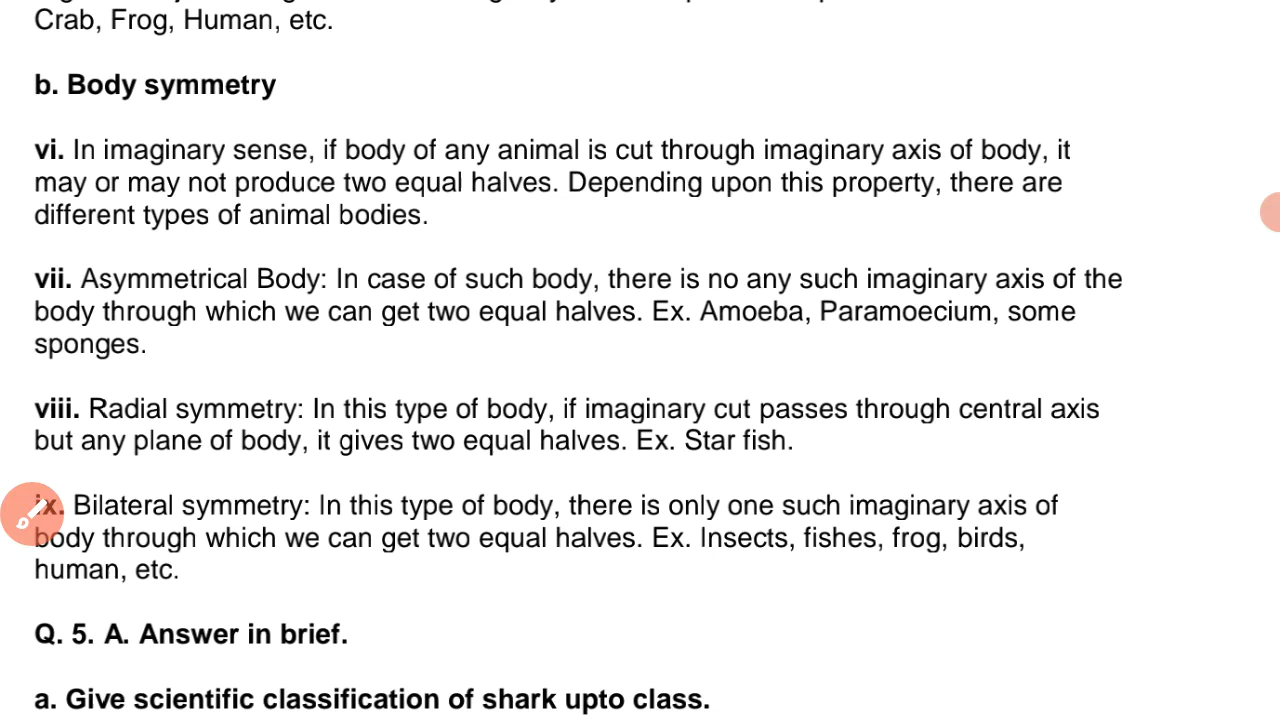 Crab, Frog, Human, etc.
b. Body symmetry
vi. In imaginary sense, if body of any animal is cut through imaginary axis of body, it
may or may not produce two equal halves. Depending upon this property, there are
different types of animal bodies.
vii. Asymmetrical Body: In case of such body, there is no any such imaginary axis of the
body through which we can get two equal halves. Ex. Amoeba, Paramoecium, some
sponges.
viii. Radial symmetry: In this type of body, if imaginary cut passes through central axis
but any plane of body, it gives two equal halves. Ex. Star fish.
ix. Bilateral symmetry: In this type of body, there is only one such imaginary axis of
body through which we can get two equal halves. Ex. Insects, fishes, frog, birds,
human, etc.
Q. 5. A. Answer in brief.
a. Give scientific classification of shark upto class.